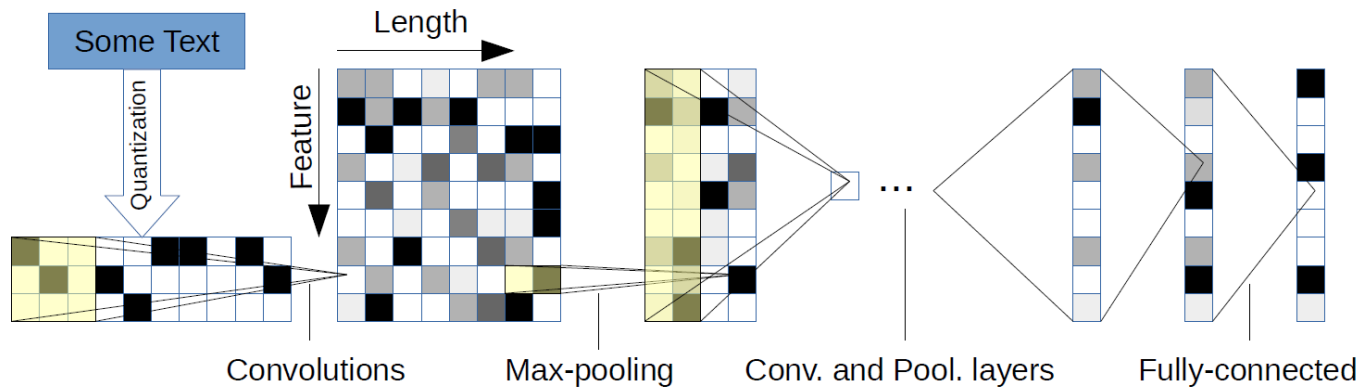 Some Text
Quantization
Length
Feature
...
Convolutions
Max-pooling
Conv. and Pool. layers
Fully-connected